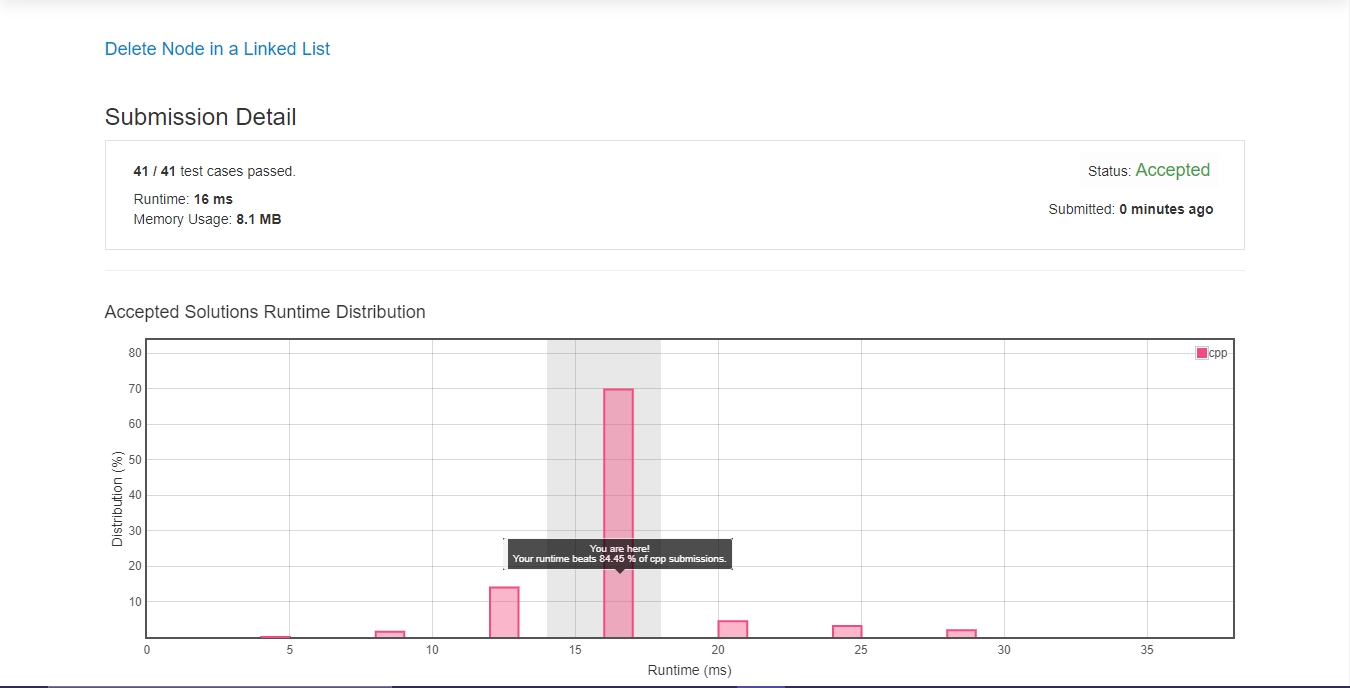 Delete Node in a Linked List
Submission Detail
41 / 41 test cases passed.
Status: Accepted
Runtime: 16 ms
Memory Usage: 8.1 MB
Submitted: 0 minutes ago
Accepted Solutions Runtime Distribution
cpp
80
70
60
50
40
30
20
10
Distribution (%)
You are here!
Your runtime beats 84.45 % of cpp submissions.
0 5 10 15 20 25 30 35
Runtime (ms)